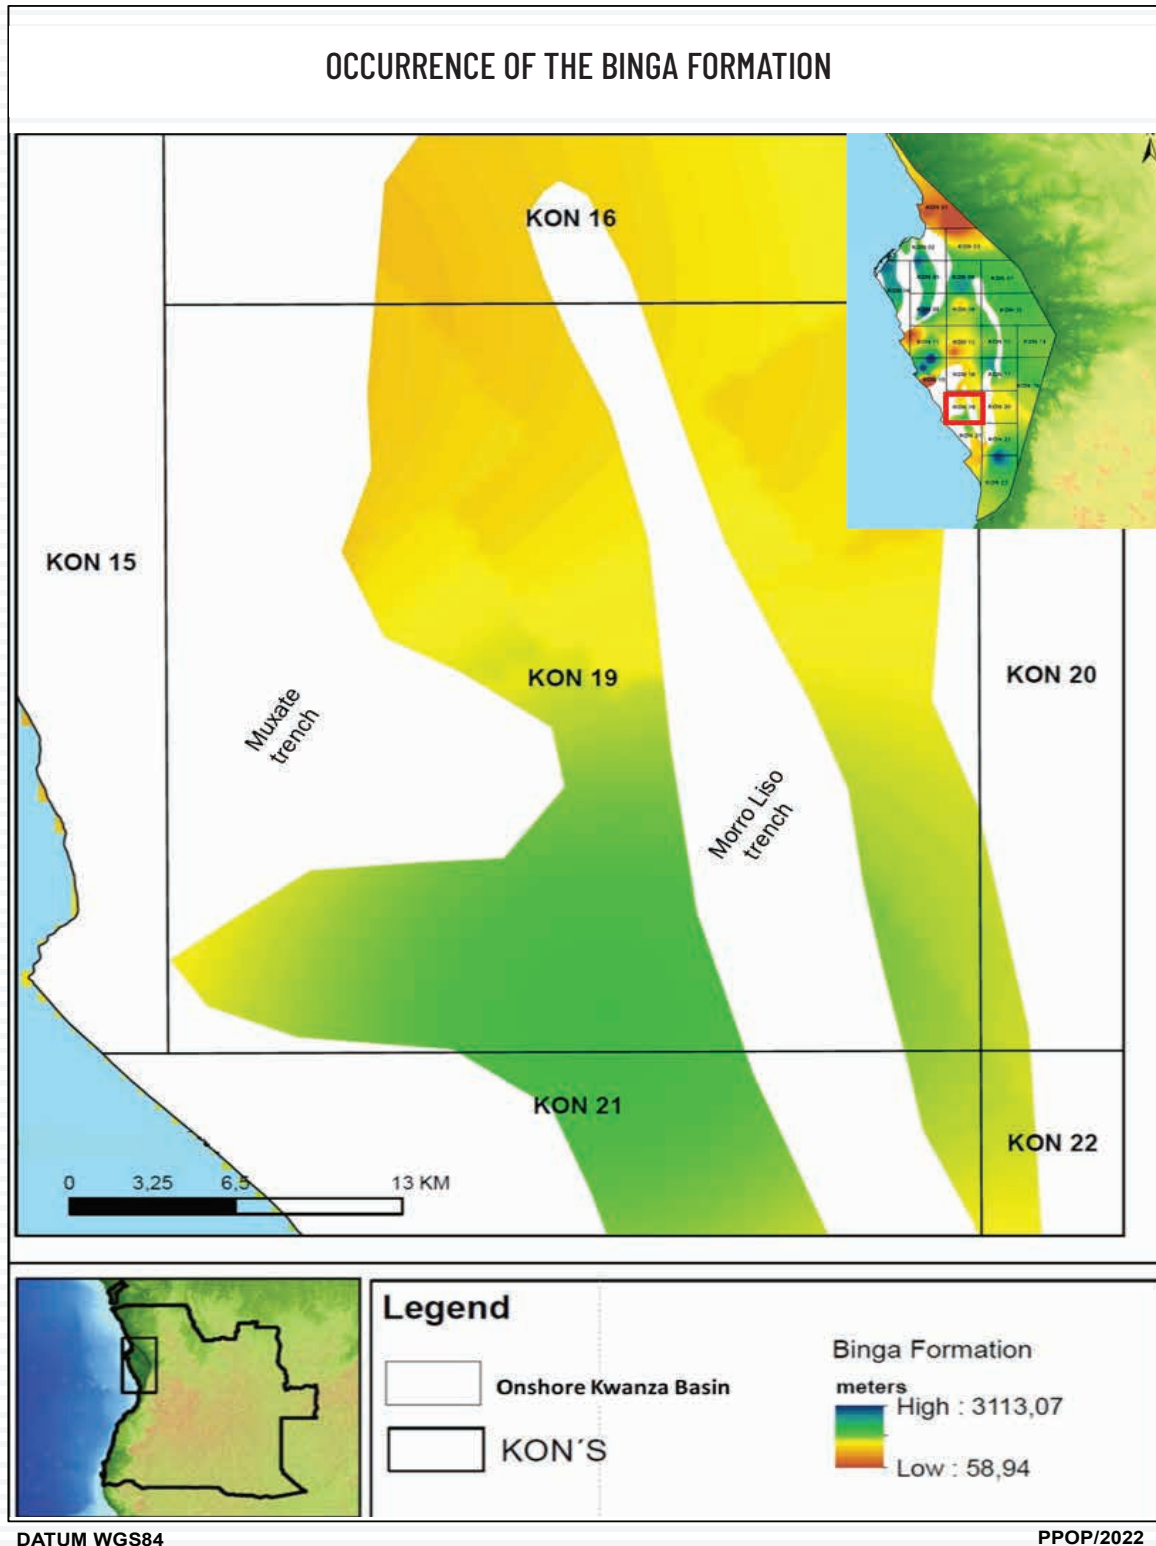 OCCURRENCE OF THE BINGA FORMATION
KON 16
KON 15
KON 19
KON 20
Muxate
trench
Morro Liso
trench
KON 21
KON 22
0 3,25 6,5 13 KM
Legend
Onshore Kwanza Basin
KON´S
Binga Formation
meters
High : 3113,07
Low : 58,94
DATUM WGS84
PPOP/2022